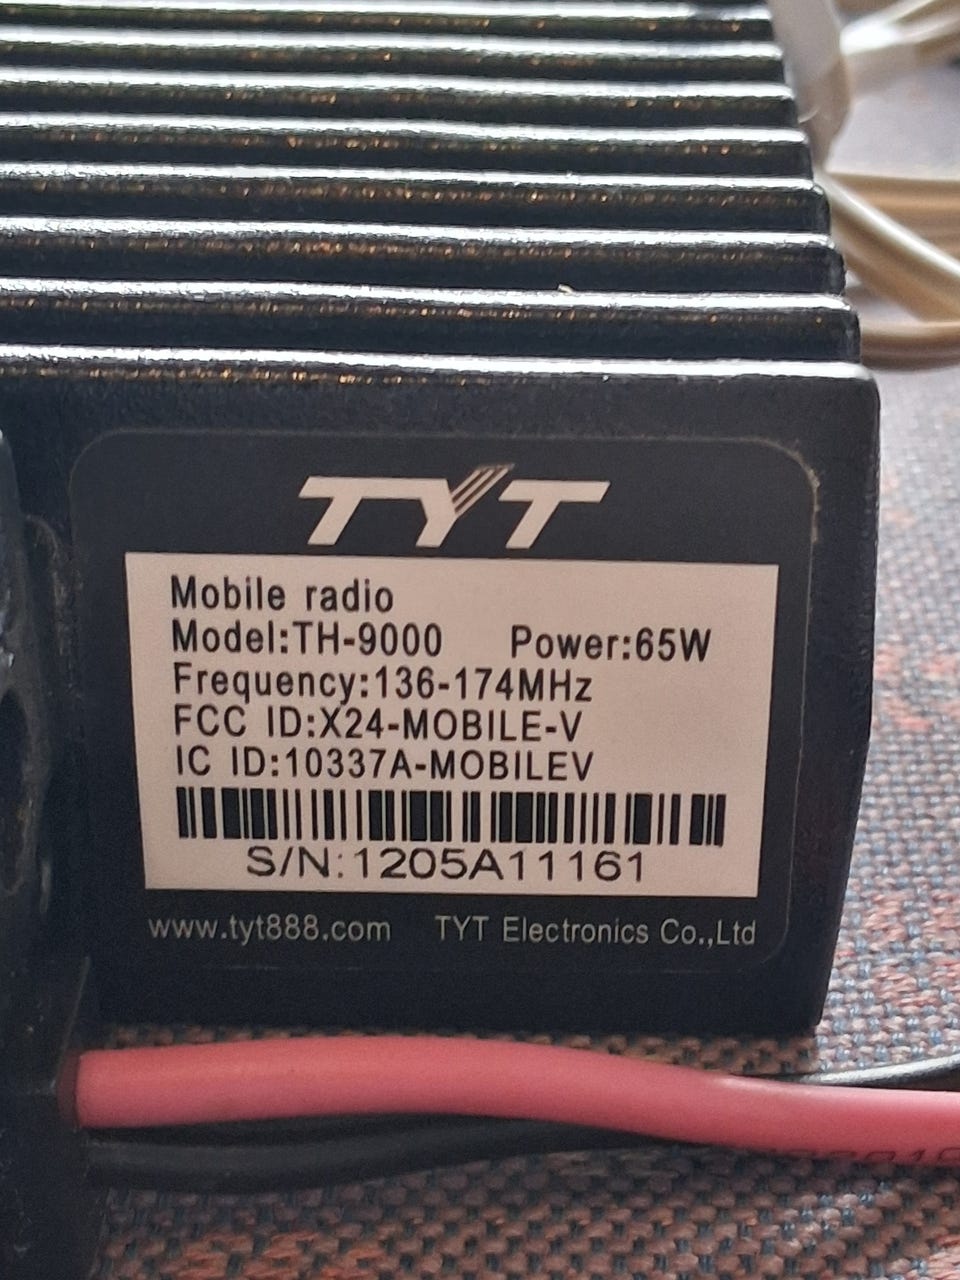 TYT
Mobile radio
Model:TH-9000 Power:65W
Frequency:136-174MHz
FCC ID:X24-MOBILE-V
IC ID:10337A-MOBILEV
S/N:1205A11161
www.tyt888.com TYT Electronics Co.,Ltd